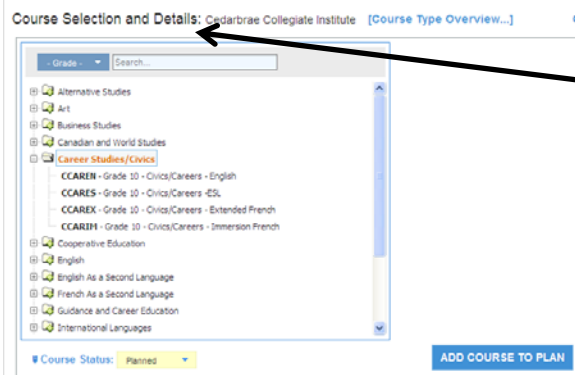 Course Selection and Details: Cedarbrae Collegiate Institute [Course Type Overview...]
- Grade - Search...
Alternative Studies
Art
Business Studies
Canadian and World Studies
Career Studies/Civics
CCAREN - Grade 10 - Civics/Careers - English
CCARES - Grade 10 - Civics/Careers -ESL
CCAREX - Grade 10 - Civics/Careers - Extended French
CCARIM - Grade 10 - Civics/Careers - Immersion French
Cooperative Education
English
English As a Second Language
French As a Second Language
Guidance and Career Education
International Languages
Course Status: Planned ADD COURSE TO PLAN